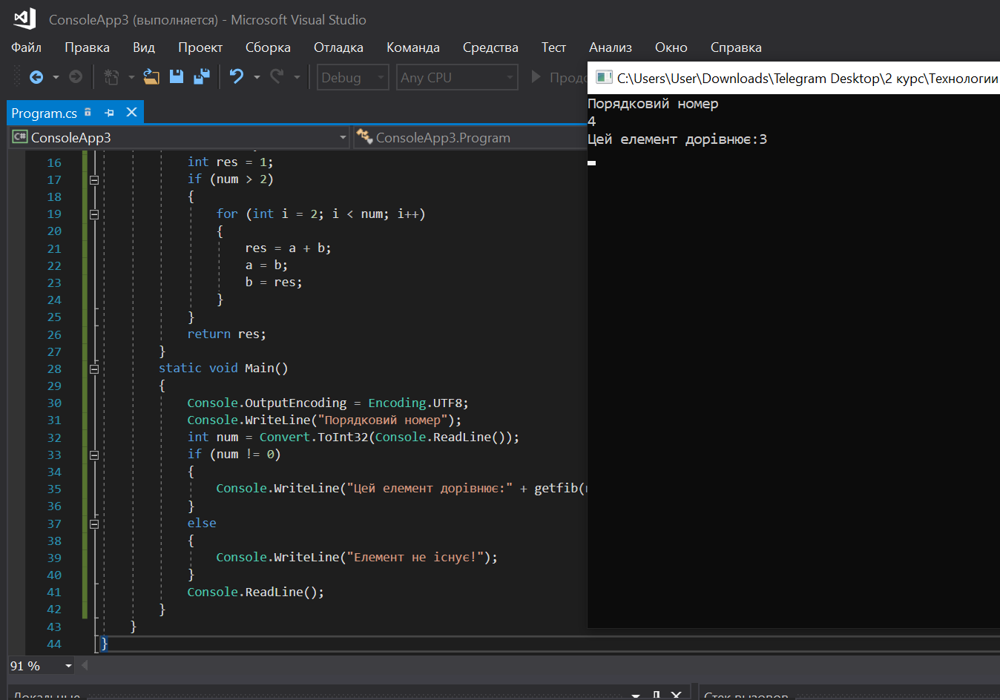 ConsoleApp3 (выполняется) - Microsoft Visual Studio
Файл Правка Вид Проект Сборка Отладка Команда Средства Тест Анализ Окно Справка
Debug Any CPU
Program.cs
ConsoleApp3 ConsoleApp3.Program
16 int res = 1;
17 if (num > 2)
18 {
19 for (int i = 2; i < num; i++)
20 {
21 res = a + b;
22 a = b;
23 b = res;
24 }
25 }
26 return res;
27 }
28 static void Main()
29 {
30 Console.OutputEncoding = Encoding.UTF8;
31 Console.WriteLine("Порядковий номер");
32 int num = Convert.ToInt32(Console.ReadLine());
33 if (num != 0)
34 {
35 Console.WriteLine("Цей елемент дорівнює:" + getfib(
36 }
37 else
38 {
39 Console.WriteLine("Елемент не існує!");
40 }
41 Console.ReadLine();
42 }
43 }
44 }
91 %
Локальные
Стек вызовов
C:\Users\User\Downloads\Telegram Desktop\2 курс\Технологии
Порядковий номер
4
Цей елемент дорівнює:3